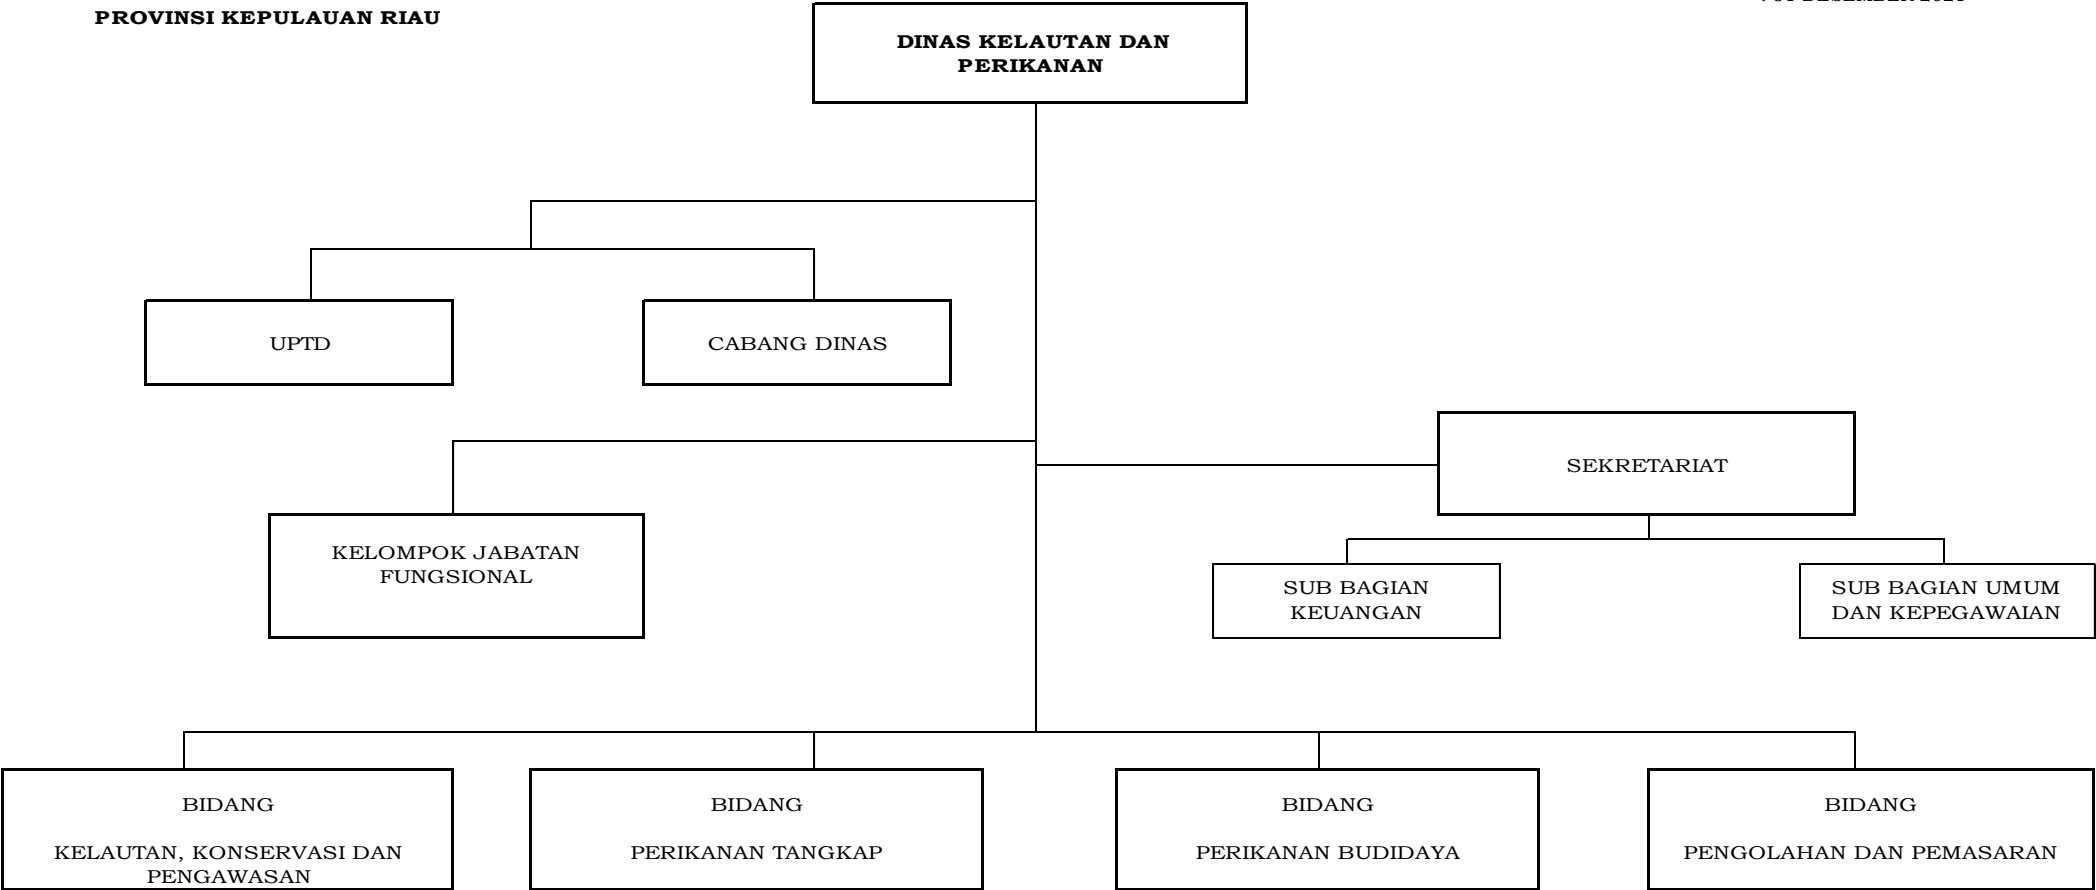 PROVINSI KEPULAUAN RIAU
DINAS KELAUTAN DAN
PERIKANAN
UPTD
CABANG DINAS
SEKRETARIAT
KELOMPOK JABATAN
FUNGSIONAL
SUB BAGIAN
KEUANGAN
SUB BAGIAN UMUM
DAN KEPEGAWAIAN
BIDANG
KELAUTAN, KONSERVASI DAN
PENGAWASAN
BIDANG
PERIKANAN TANGKAP
BIDANG
PERIKANAN BUDIDAYA
BIDANG
PENGOLAHAN DAN PEMASARAN